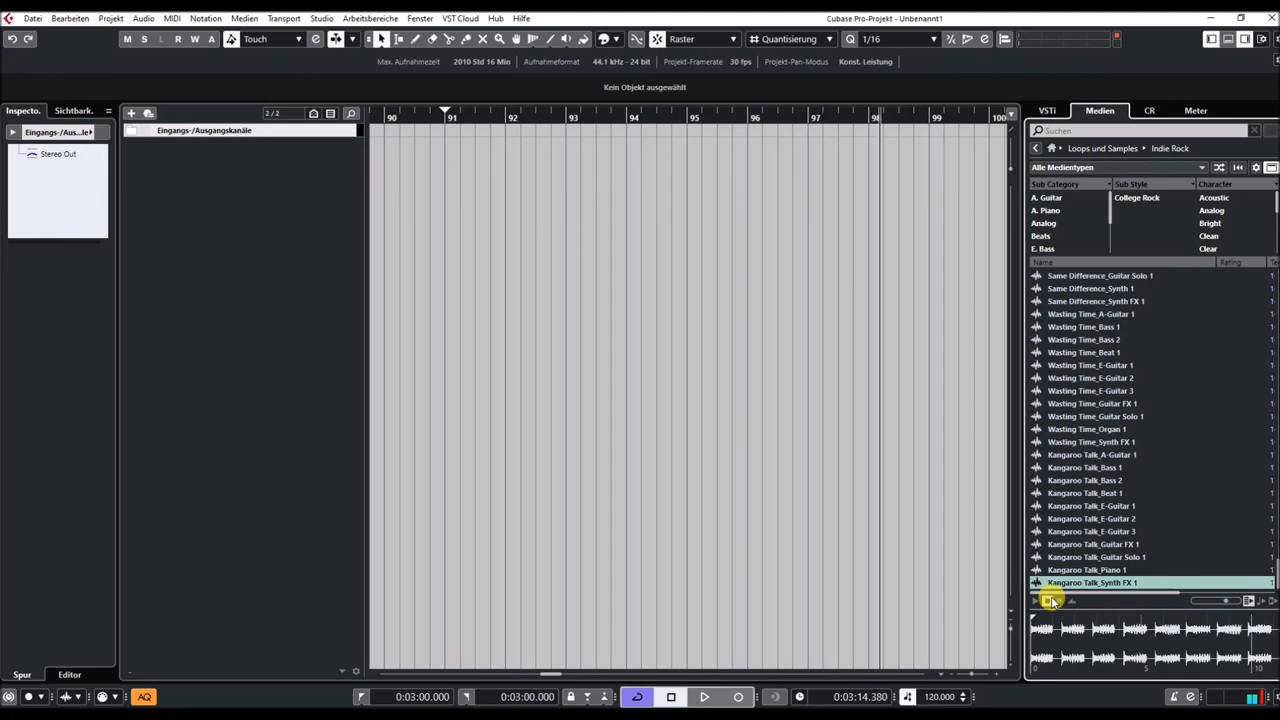 Datei Bearbeiten Projekt Audio MIDI Notation Medien Transport Studio Arbeitsbereiche Fenster VST Cloud Hub Hilfe Cubase Pro-Projekt - Unbenannt1
M S L R W A Touch e Raster Quantisierung Q 1/16 e
Max. Aufnahmezeit 2010 Std 16 Min Aufnahmeformat 44.1 kHz - 24 bit Projekt-Framerate 30 fps Projekt-Pan-Modus Konst. Leistung
Kein Objekt ausgewählt
Inspecto. Sichtbark. 2 / 2 90 91 92 93 94 95 96 97 98 99 100 VSTi Medien CR Meter
Eingangs-/Aus...le Eingangs-/Ausgangskanäle Suchen
Stereo Out Loops und Samples Indie Rock
Alle Medientypen
Sub Category Sub Style Character
A. Guitar College Rock Acoustic
A. Piano Analog
Analog Bright
Beats Clean
E. Bass Clear
Name Rating
Same Difference_Guitar Solo 1
Same Difference_Synth 1
Same Difference_Synth FX 1
Wasting Time_A-Guitar 1
Wasting Time_Bass 1
Wasting Time_Bass 2
Wasting Time_Beat 1
Wasting Time_E-Guitar 1
Wasting Time_E-Guitar 2
Wasting Time_E-Guitar 3
Wasting Time_Guitar FX 1
Wasting Time_Guitar Solo 1
Wasting Time_Organ 1
Wasting Time_Synth FX 1
Kangaroo Talk_A-Guitar 1
Kangaroo Talk_Bass 1
Kangaroo Talk_Bass 2
Kangaroo Talk_Beat 1
Kangaroo Talk_E-Guitar 1
Kangaroo Talk_E-Guitar 2
Kangaroo Talk_E-Guitar 3
Kangaroo Talk_Guitar FX 1
Kangaroo Talk_Guitar Solo 1
Kangaroo Talk_Piano 1
Kangaroo Talk_Synth FX 1
0 5 10
Spur Editor
AQ 0:03:00.000 0:03:00.000 0:03:14.380 120.000